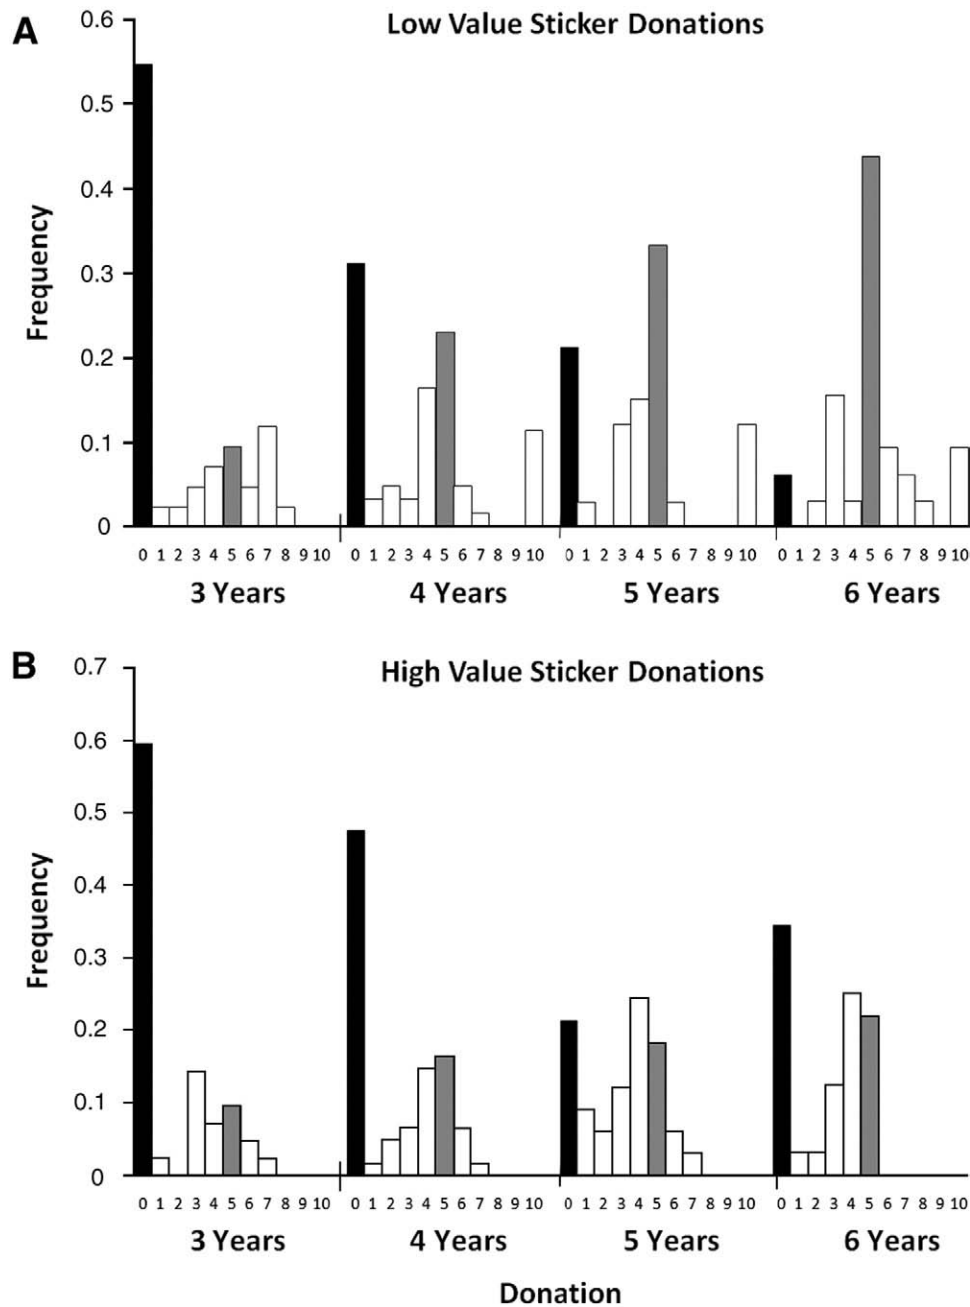 A
Low Value Sticker Donations
0.6
0.5
0.4
0.3
0.2
0.1
0
Frequency
0 1 2 3 4 5 6 7 8 9 10 0 1 2 3 4 5 6 7 8 9 10 0 1 2 3 4 5 6 7 8 9 10 0 1 2 3 4 5 6 7 8 9 10
3 Years 4 Years 5 Years 6 Years
B
High Value Sticker Donations
0.7
0.6
0.5
0.4
0.3
0.2
0.1
0
Frequency
0 1 2 3 4 5 6 7 8 9 10 0 1 2 3 4 5 6 7 8 9 10 0 1 2 3 4 5 6 7 8 9 10 0 1 2 3 4 5 6 7 8 9 10
3 Years 4 Years 5 Years 6 Years
Donation